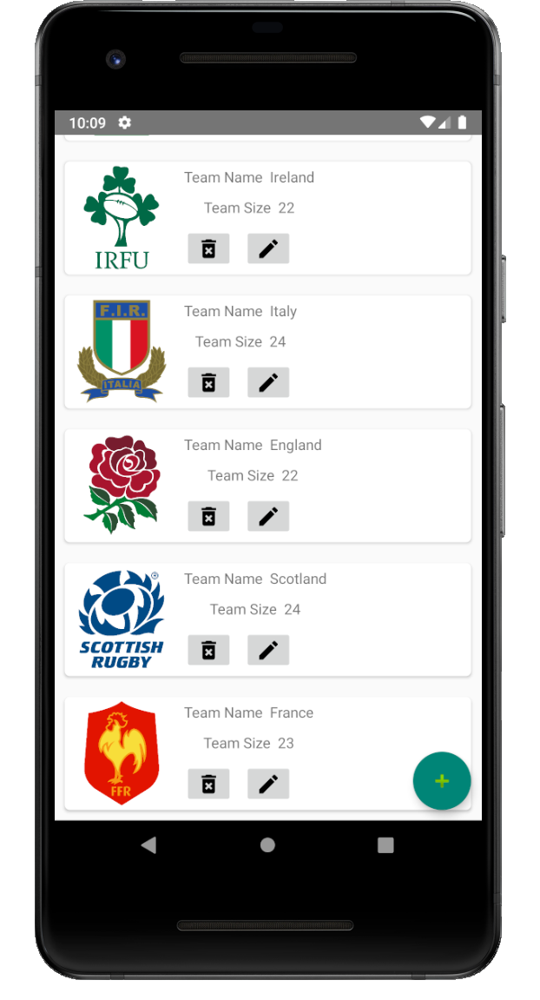 10:09
Team Name Ireland
Team Size 22
IRFU
F.I.R.
Team Name Italy
Team Size 24
ITALIA
Team Name England
Team Size 22
Team Name Scotland
Team Size 24
®
SCOTTISH
RUGBY
Team Name France
Team Size 23
FFR